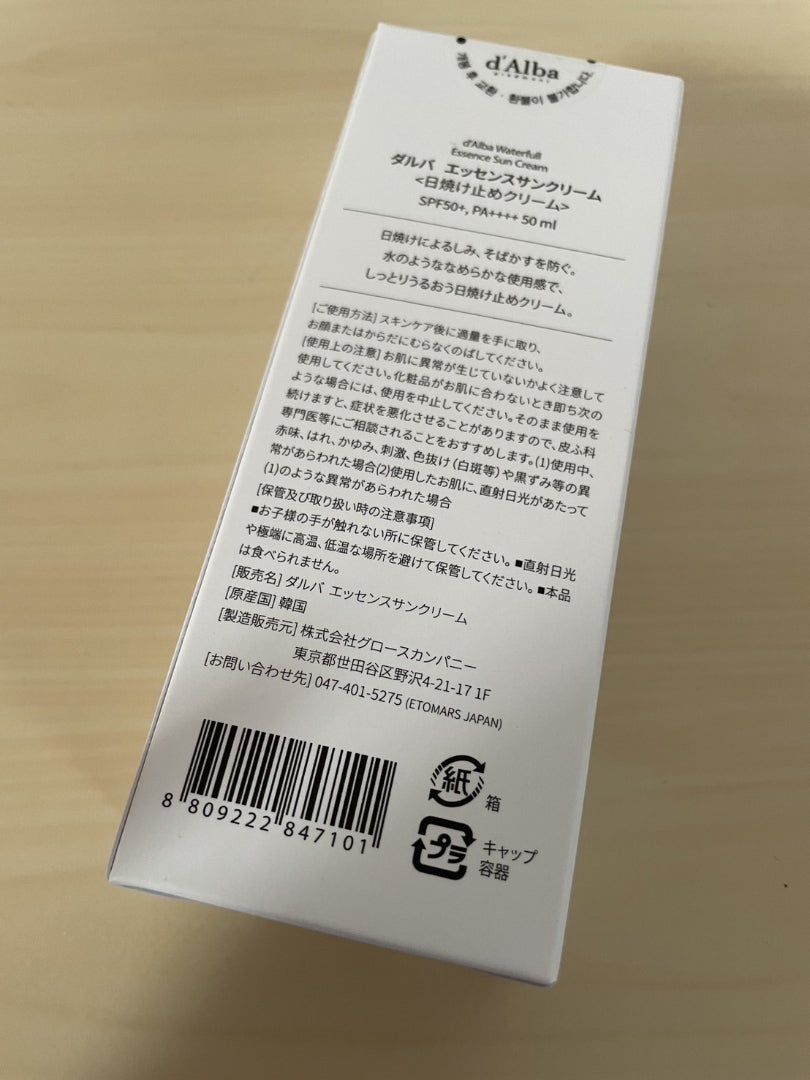 d'Alba
piedmont
개봉 후 교환 · 환불이 불가합니다.
d'Alba Waterfull
Essence Sun Cream
ダルバ エッセンスサンクリーム
<日焼け止めクリーム>
SPF50+, PA++++ 50 ml
日焼けによるしみ、そばかすを防ぐ。
水のようななめらかな使用感で、
しっとりうるおう日焼け止めクリーム。
[ご使用方法] スキンケア後に適量を手に取り、
お顔またはからだにむらなくのばしてください。
[使用上の注意] お肌に異常が生じていないかよく注意して
使用してください。化粧品がお肌に合わないとき即ち次の
ような場合には、使用を中止してください。そのまま使用を
続けますと、症状を悪化させることがありますので、皮ふ科
専門医等にご相談されることをおすすめします。(1)使用中、
赤味、はれ、かゆみ、刺激、色抜け(白斑等)や黒ずみ等の異
常があらわれた場合(2)使用したお肌に、直射日光があたって
(1)のような異常があらわれた場合
[保管及び取り扱い時の注意事項]
■お子様の手が触れない所に保管してください。■直射日光
や極端に高温、低温な場所を避けて保管してください。■本品
は食べられません。
[販売名] ダルバ エッセンスサンクリーム
[原産国] 韓国
[製造販売元] 株式会社グロースカンパニー
東京都世田谷区野沢4-21-17 1F
[お問い合わせ先] 047-401-5275 (ETOMARS JAPAN)
8 809222 847101
紙
箱
プラ
キャップ
容器